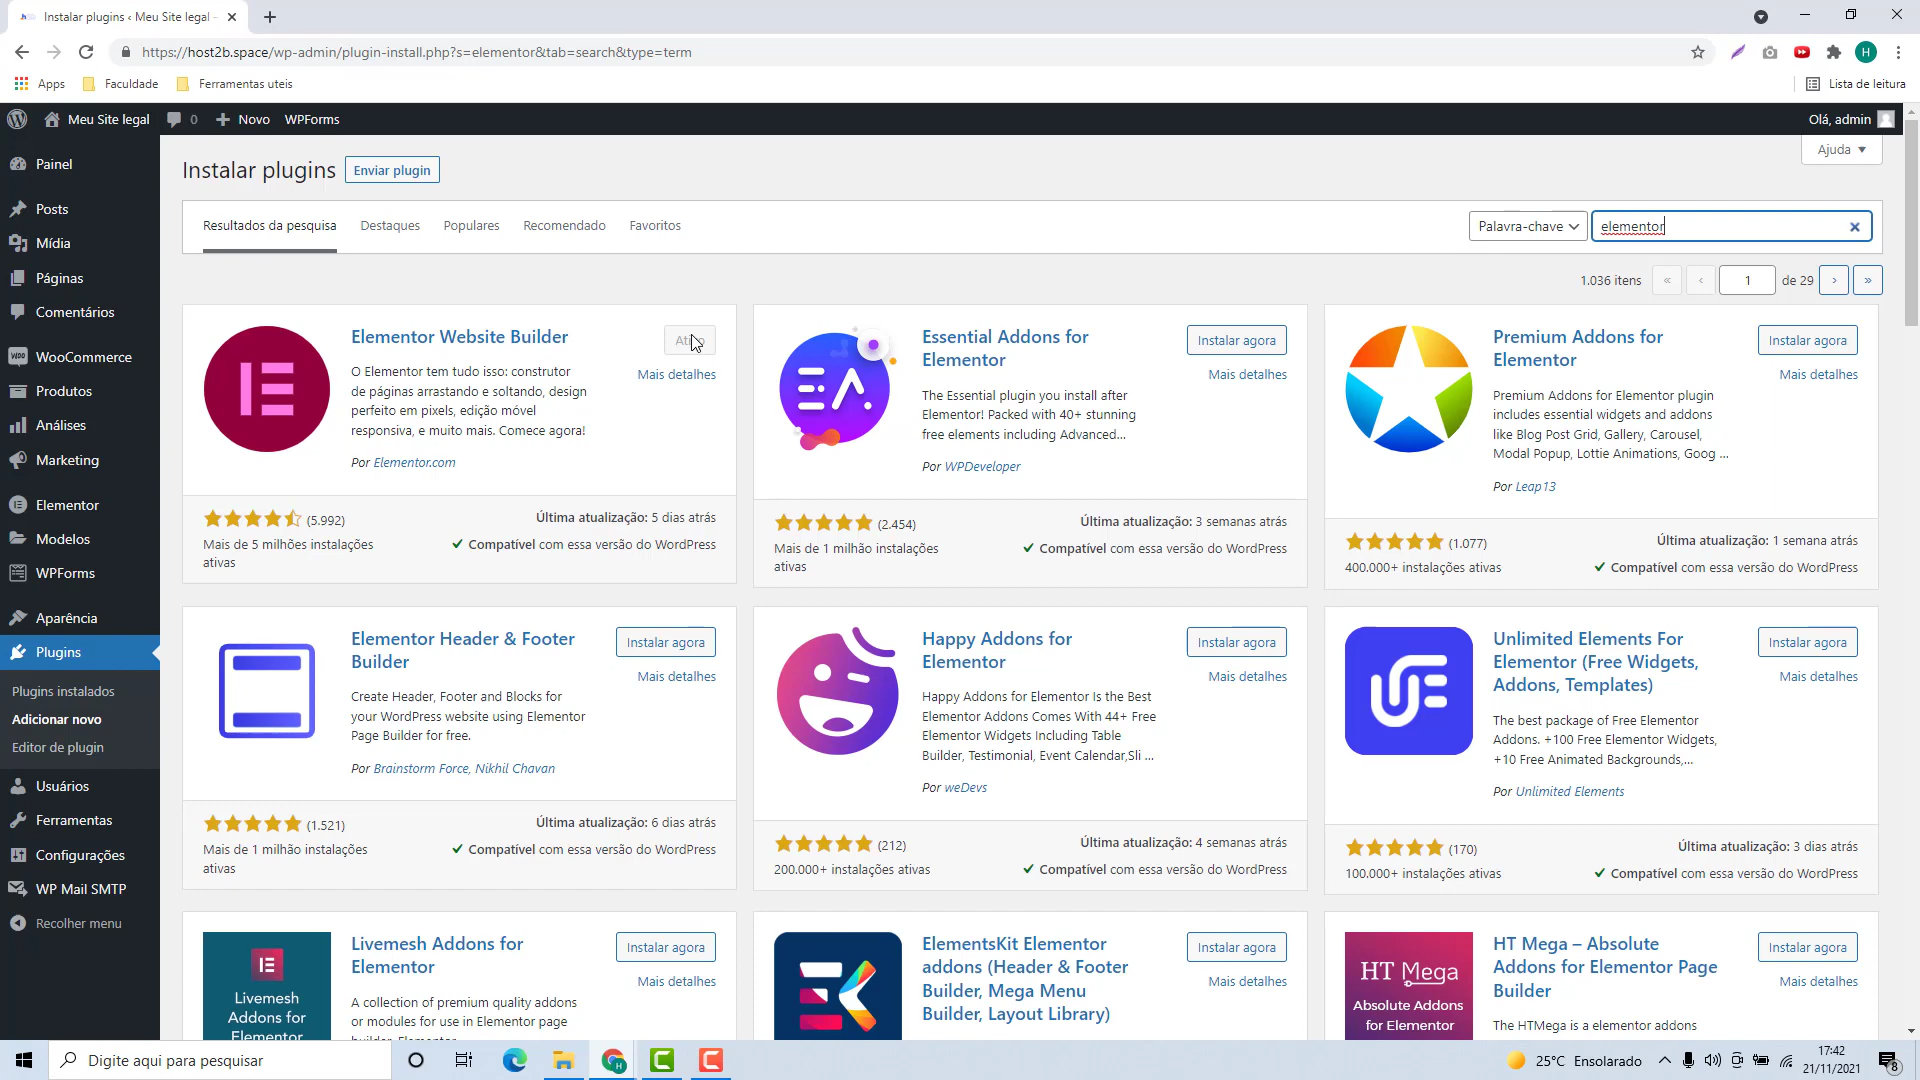 Instalar plugins ‹ Meu Site legal
https://host2b.space/wp-admin/plugin-install.php?s=elementor&tab=search&type=term
H
Apps
Faculdade
Ferramentas uteis
Lista de leitura
Meu Site legal
0
Novo
WPForms
Olá, admin
Painel
Posts
Mídia
Páginas
Comentários
WooCommerce
Produtos
Análises
Marketing
Elementor
Modelos
WPForms
Aparência
Plugins
Plugins instalados
Adicionar novo
Editor de plugin
Usuários
Ferramentas
Configurações
WP Mail SMTP
Recolher menu
Ajuda
Instalar plugins
Enviar plugin
Resultados da pesquisa
Destaques
Populares
Recomendado
Favoritos
Palavra-chave
elementor
1.036 itens
«
‹
1
de 29
›
»
Elementor Website Builder
Mais detalhes
O Elementor tem tudo isso: construtor
de páginas arrastando e soltando, design
perfeito em pixels, edição móvel
responsiva, e muito mais. Comece agora!
Por Elementor.com
(5.992)
Última atualização: 5 dias atrás
Mais de 5 milhões instalações
ativas
Compatível com essa versão do WordPress
Essential Addons for
Elementor
Instalar agora
Mais detalhes
The Essential plugin you install after
Elementor! Packed with 40+ stunning
free elements including Advanced...
Por WPDeveloper
(2.454)
Última atualização: 3 semanas atrás
Mais de 1 milhão instalações
ativas
Compatível com essa versão do WordPress
Premium Addons for
Elementor
Instalar agora
Mais detalhes
Premium Addons for Elementor plugin
includes essential widgets and addons
like Blog Post Grid, Gallery, Carousel,
Modal Popup, Lottie Animations, Goog ...
Por Leap13
(1.077)
Última atualização: 1 semana atrás
400.000+ instalações ativas
Compatível com essa versão do WordPress
Elementor Header & Footer
Builder
Instalar agora
Mais detalhes
Create Header, Footer and Blocks for
your WordPress website using Elementor
Page Builder for free.
Por Brainstorm Force, Nikhil Chavan
(1.521)
Última atualização: 6 dias atrás
Mais de 1 milhão instalações
ativas
Compatível com essa versão do WordPress
Happy Addons for
Elementor
Instalar agora
Mais detalhes
Happy Addons for Elementor Is the Best
Elementor Addons Comes With 44+ Free
Elementor Widgets Including Table
Builder, Testimonial, Event Calendar,Sli ...
Por weDevs
(212)
Última atualização: 4 semanas atrás
200.000+ instalações ativas
Compatível com essa versão do WordPress
Unlimited Elements For
Elementor (Free Widgets,
Addons, Templates)
Instalar agora
Mais detalhes
The best package of Free Elementor
Addons. +100 Free Elementor Widgets,
+10 Free Animated Backgrounds,...
Por Unlimited Elements
(170)
Última atualização: 3 dias atrás
100.000+ instalações ativas
Compatível com essa versão do WordPress
Livemesh
Addons for
Elementor
Livemesh Addons for
Elementor
Instalar agora
Mais detalhes
A collection of premium quality addons
or modules for use in Elementor page
ElementsKit Elementor
addons (Header & Footer
Builder, Mega Menu
Builder, Layout Library)
Instalar agora
Mais detalhes
HT Mega
Absolute Addons
for Elementor
HT Mega – Absolute
Addons for Elementor Page
Builder
Instalar agora
Mais detalhes
The HTMega is a elementor addons
Digite aqui para pesquisar
25°C Ensolarado
17:42
21/11/2021
8